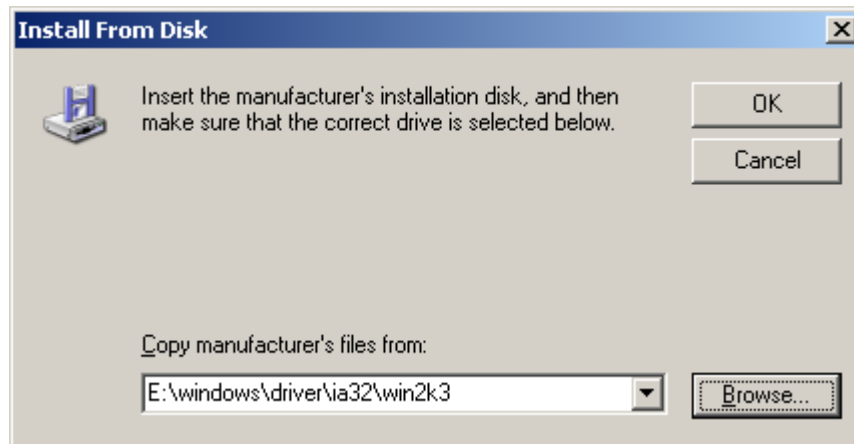 Install From Disk
Insert the manufacturer's installation disk, and then
make sure that the correct drive is selected below.
OK
Cancel
Copy manufacturer's files from:
E:\windows\driver\ia32\win2k3
Browse...